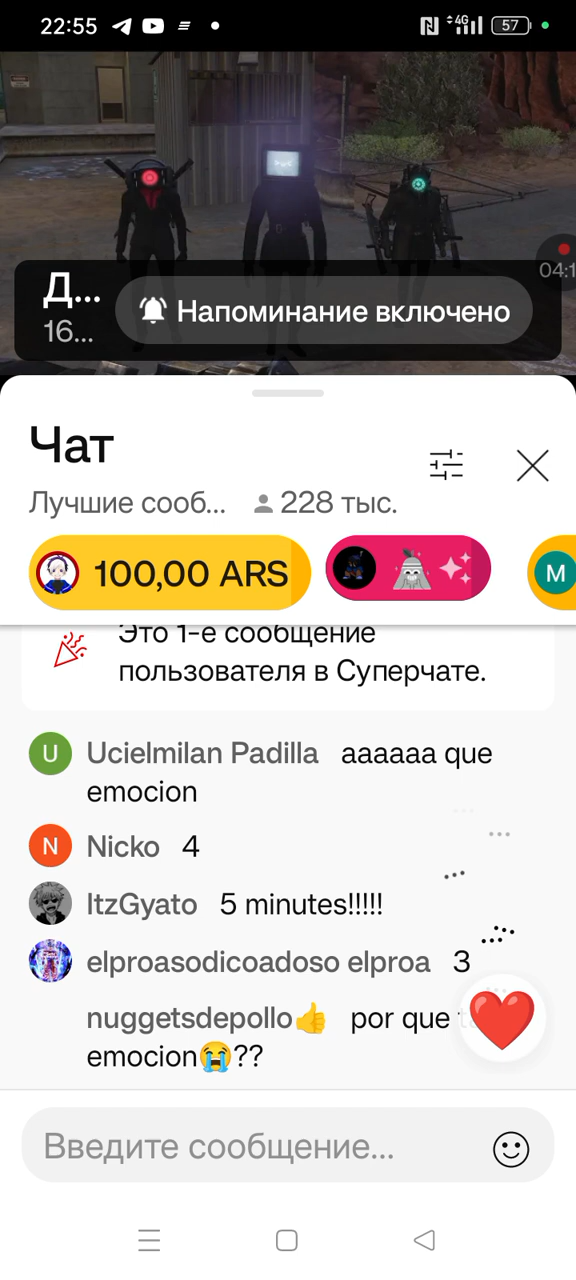 22:55
4G
57
04:1
Д...
16...
Напоминание включено
Чат
Лучшие сооб...
228 тыс.
100,00 ARS
M
Это 1-е сообщение
пользователя в Суперчате.
U
Ucielmilan Padilla aaaaaa que
emocion
N
Nicko 4
ItzGyato 5 minutes!!!!!
elproasodicoadoso elproa 3
nuggetsdepollo👍 por que
emocion😭??
Введите сообщение...